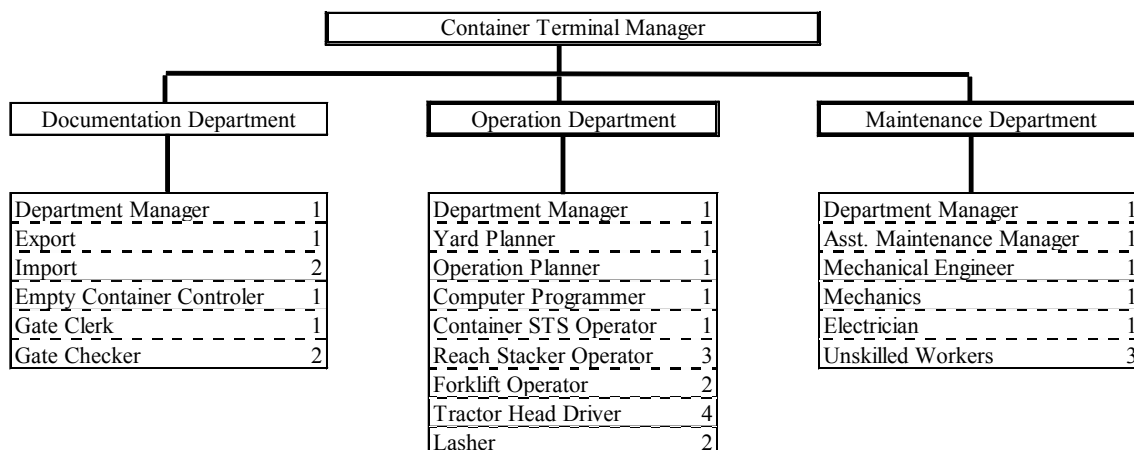 Container Terminal Manager
Documentation Department
Operation Department
Maintenance Department
Department Manager 1
Export 1
Import 2
Empty Container Controler 1
Gate Clerk 1
Gate Checker 2
Department Manager 1
Yard Planner 1
Operation Planner 1
Computer Programmer 1
Container STS Operator 1
Reach Stacker Operator 3
Forklift Operator 2
Tractor Head Driver 4
Lasher 2
Department Manager 1
Asst. Maintenance Manager 1
Mechanical Engineer 1
Mechanics 1
Electrician 1
Unskilled Workers 3